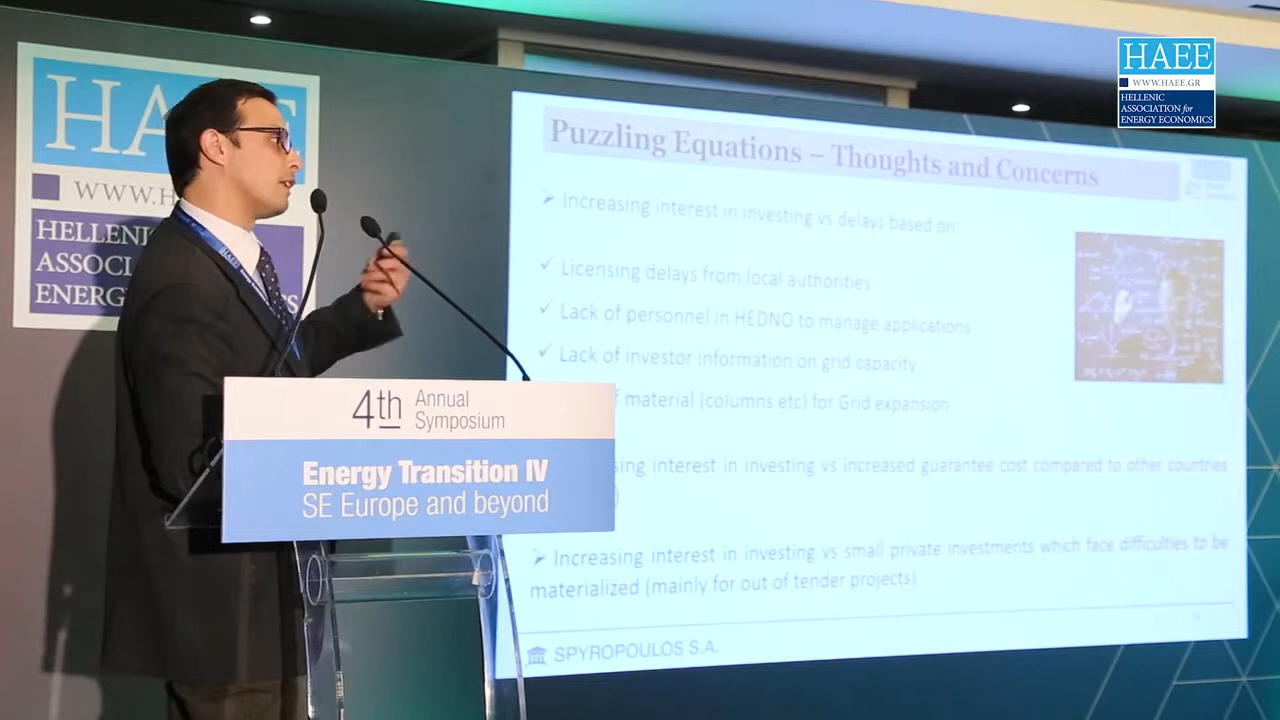 HAEE
WWW.HAEE.GR
HELLENIC
ASSOCIATION for
ENERGY ECONOMICS
HA
WWW.H
HELLENI
ASSOCI
ENERG
CS
Puzzling Equations – Thoughts and Concerns
➤ Increasing interest in investing vs delays based on
✓ Licensing delays from local authorities
✓ Lack of personnel in HEDNO to manage applications
✓ Lack of investor information on grid capacity
f material (columns etc) for Grid expansion
sing interest in investing vs increased guarantee cost compared to other countries
)
➤ Increasing interest in investing vs small private investments which face difficulties to be
materialized (mainly for out of tender projects)
SPYROPOULOS S.A.
4th Annual
Symposium
Energy Transition IV
SE Europe and beyond